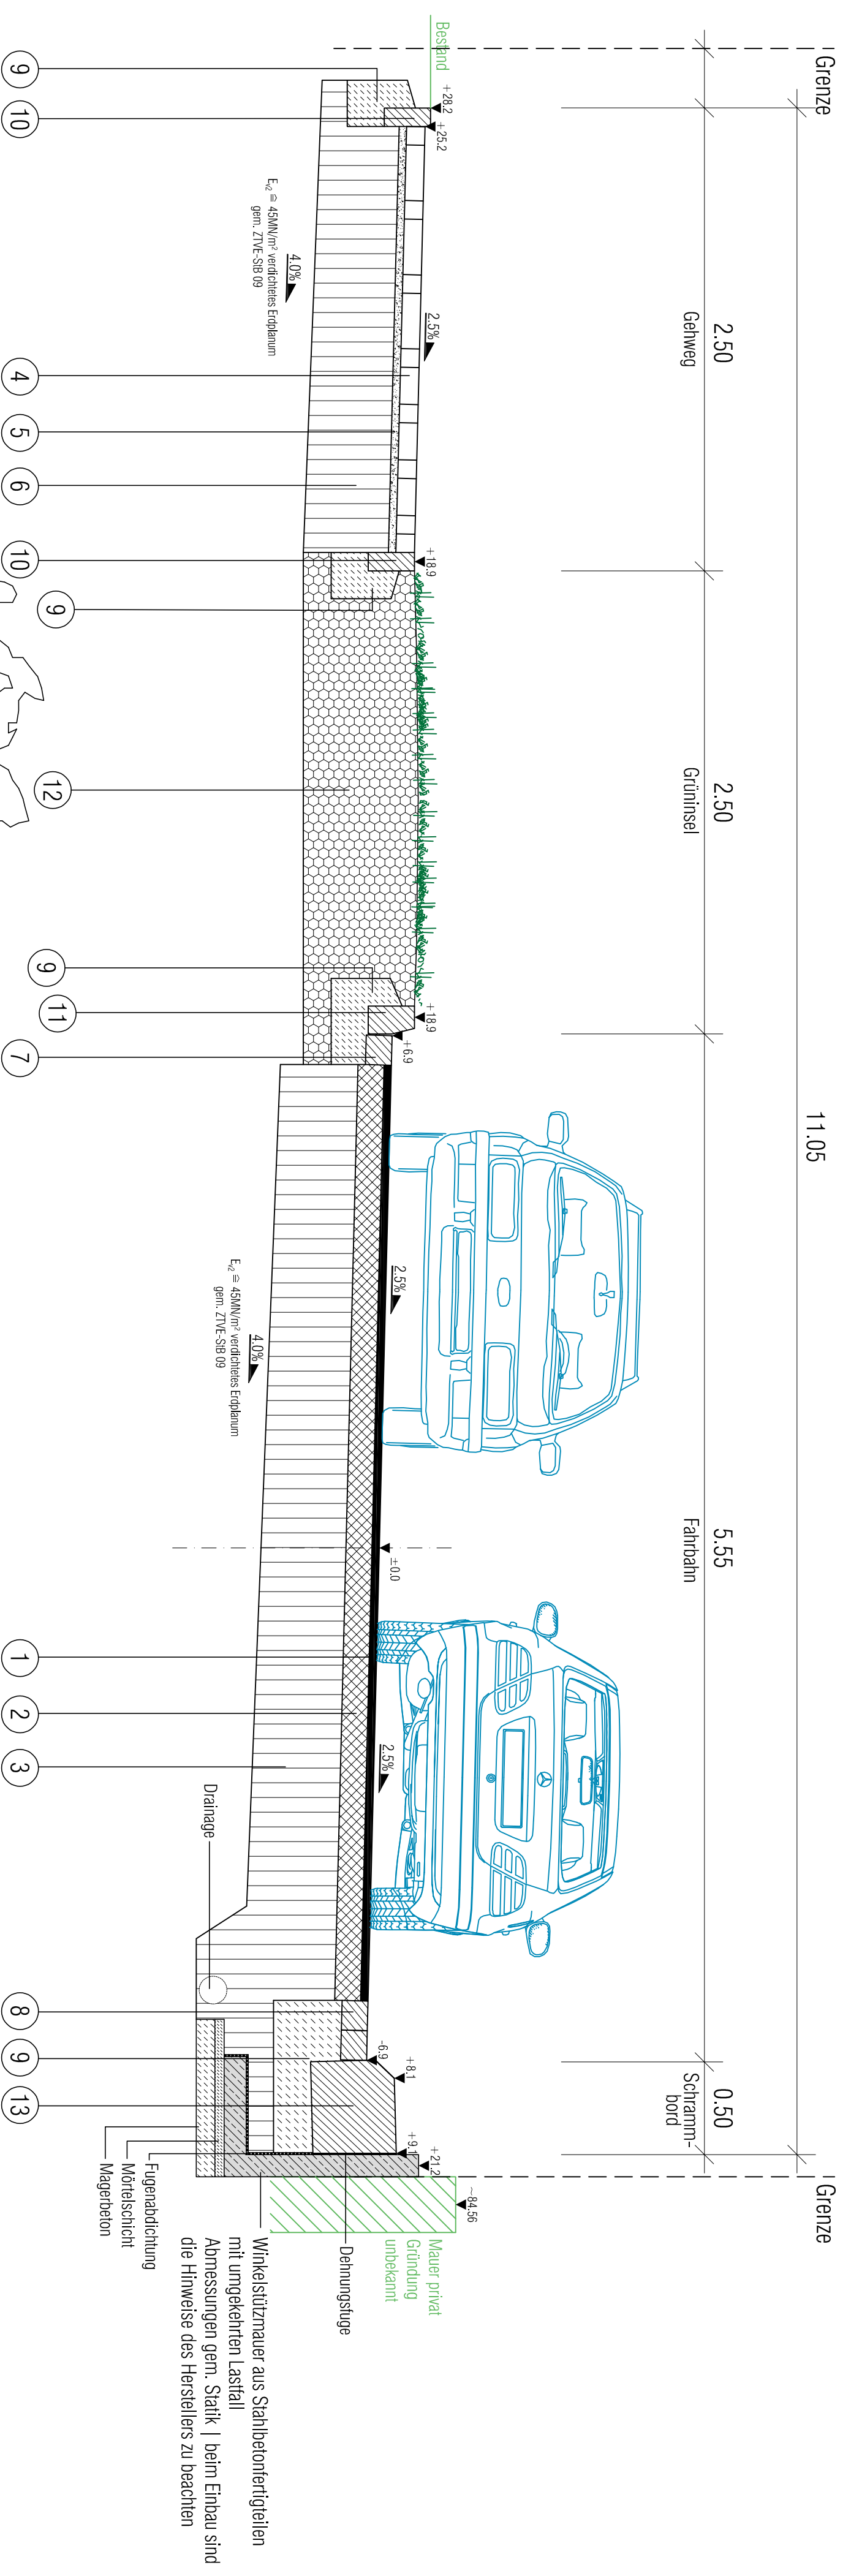 Grenze
Grenze
11.05
2.50
Gehweg
2.50
Grüninsel
5.55
Fahrbahn
0.50
Schramm-
bord
Bestand
+28.2
+25.2
2.5%
4.0%
Ev2 ≅ 45MN/m² verdichtetes Erdplanum
gem. ZTVE-StB 09
+18.9
+18.9
+6.9
2.5%
4.0%
Ev2 ≅ 45MN/m² verdichtetes Erdplanum
gem. ZTVE-StB 09
±0.0
2.5%
-6.9
+8.1
+9.1
+21.2
~84.56
Mauer privat
Gründung
unbekannt
Dehnungsfuge
Winkelstützmauer aus Stahlbetonfertigteilen
mit umgekehrten Lastfall
Abmessungen gem. Statik | beim Einbau sind
die Hinweise des Herstellers zu beachten
Fugenabdichtung
Mörtelschicht
Magerbeton
Drainage
9
10
4
5
6
10
9
12
9
11
7
1
2
3
8
9
13